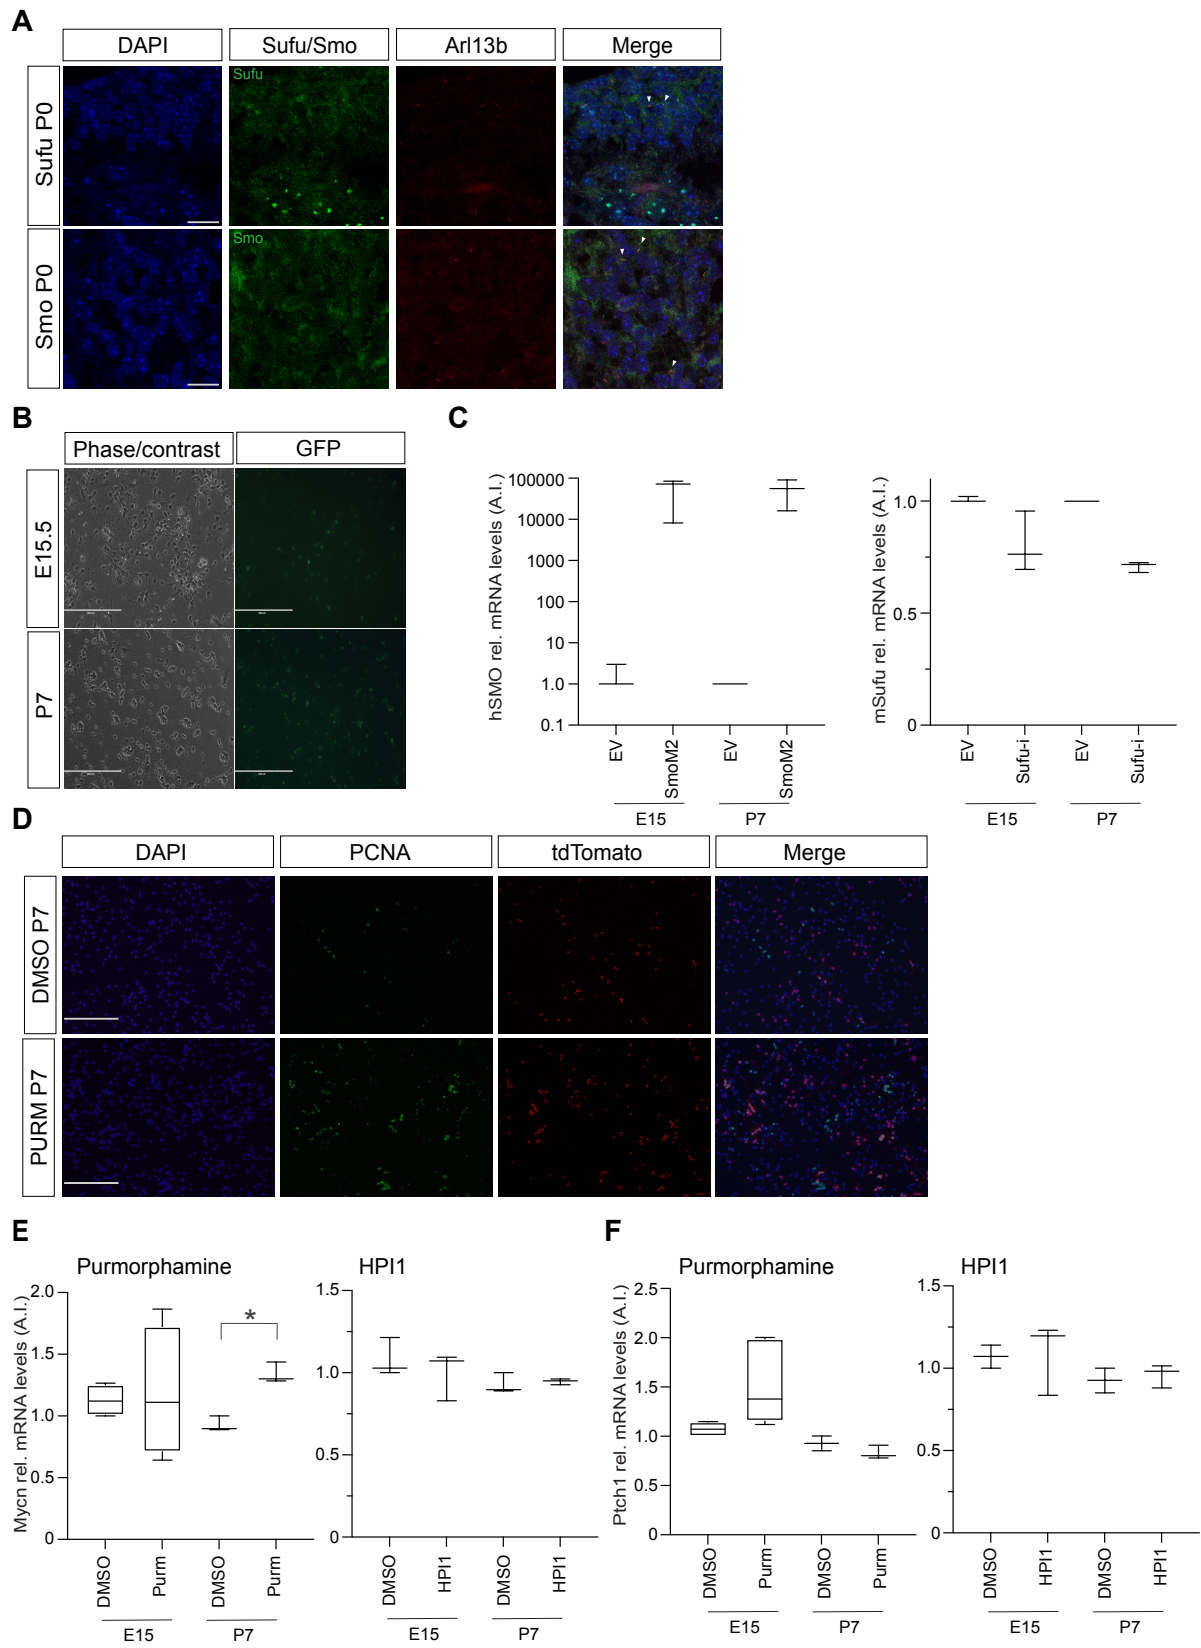 A
DAPI
Sufu/Smo
Arl13b
Merge
Sufu P0
Sufu
Smo P0
Smo
B
Phase/contrast
GFP
E15.5
P7
C
hSMO rel. mRNA levels (A.I.)
100000
10000
1000
100
10
1.0
0.1
EV
SmoM2
EV
SmoM2
E15
P7
mSufu rel. mRNA levels (A.I.)
1.0
0.5
0
EV
Sufu-i
EV
Sufu-i
E15
P7
D
DAPI
PCNA
tdTomato
Merge
DMSO P7
PURM P7
E
Purmorphamine
Mycn rel. mRNA levels (A.I.)
2.0
1.5
1.0
0.5
0
*
DMSO
Purm
DMSO
Purm
E15
P7
HPI1
1.5
1.0
0.5
0
DMSO
HPI1
DMSO
HPI1
E15
P7
F
Purmorphamine
Ptch1 rel. mRNA levels (A.I.)
2.5
2.0
1.5
1.0
0.5
0
DMSO
Purm
DMSO
Purm
E15
P7
HPI1
1.5
1.0
0.5
0
DMSO
HPI1
DMSO
HPI1
E15
P7